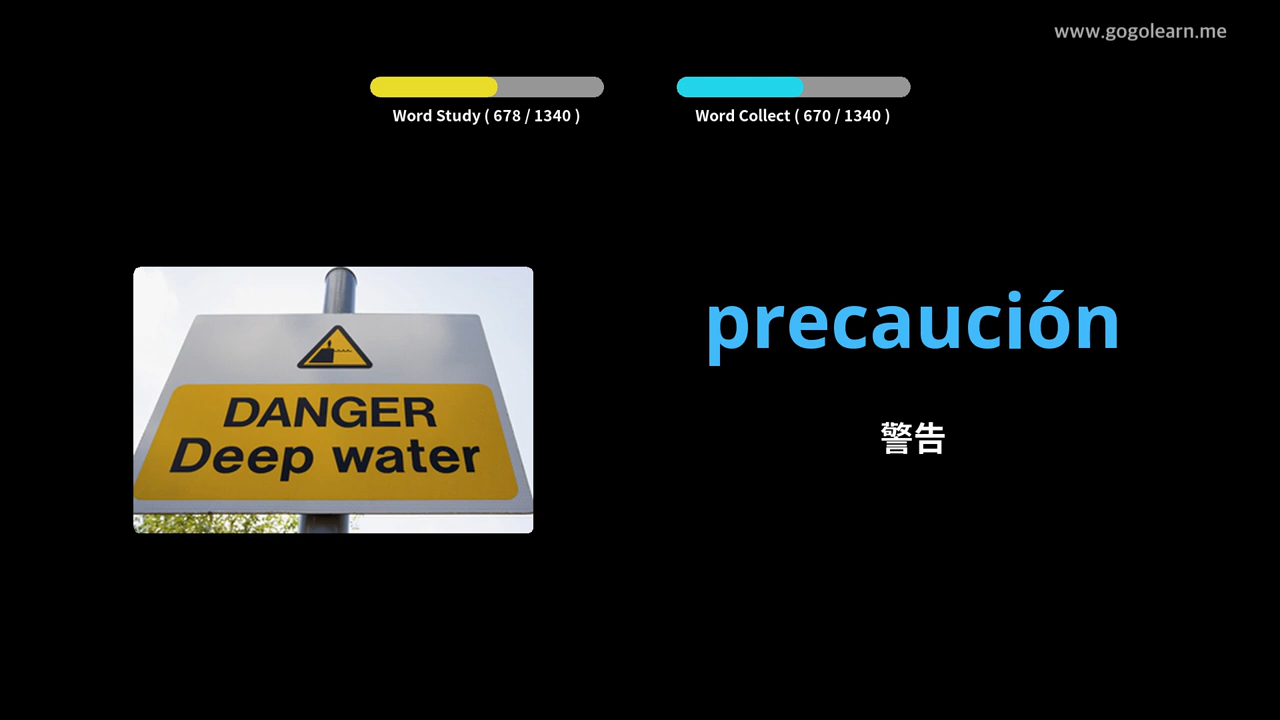 www.gogolearn.me
Word Study ( 678 / 1340 )
Word Collect ( 670 / 1340 )
DANGER
Deep water
precaución
警告